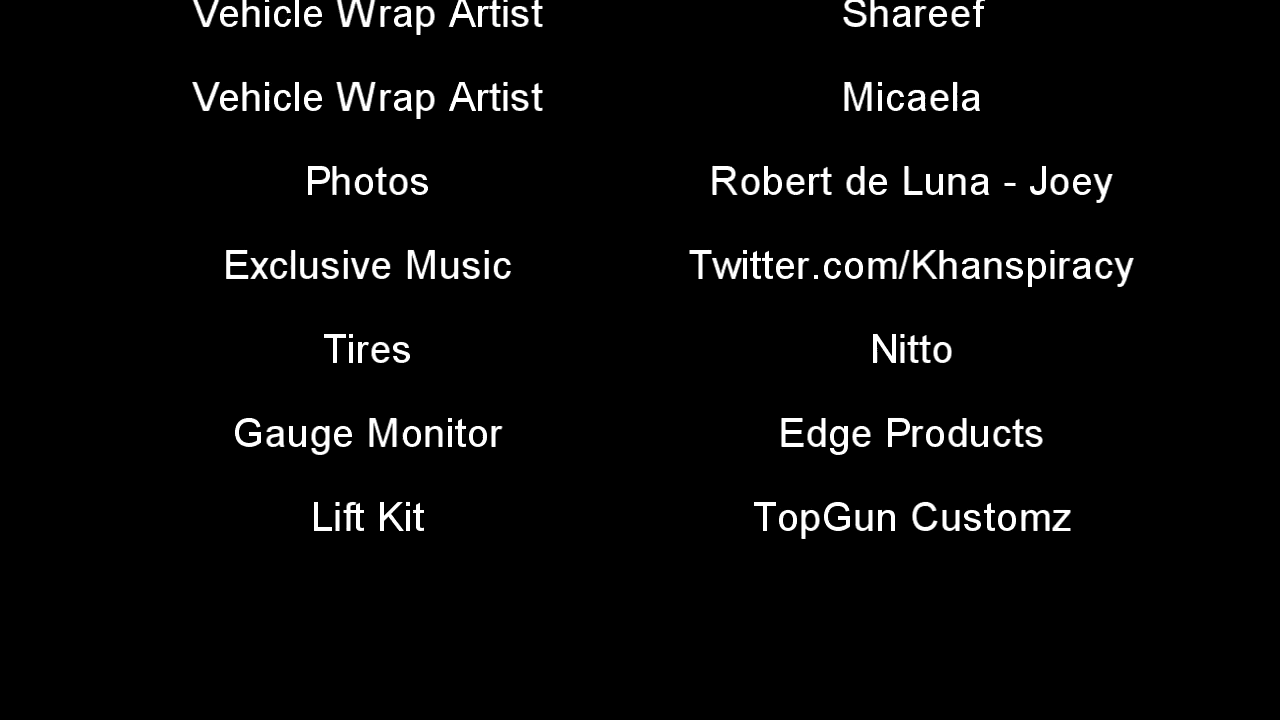 Vehicle Wrap Artist Shareef
Vehicle Wrap Artist Micaela
Photos Robert de Luna - Joey
Exclusive Music Twitter.com/Khanspiracy
Tires Nitto
Gauge Monitor Edge Products
Lift Kit TopGun Customz